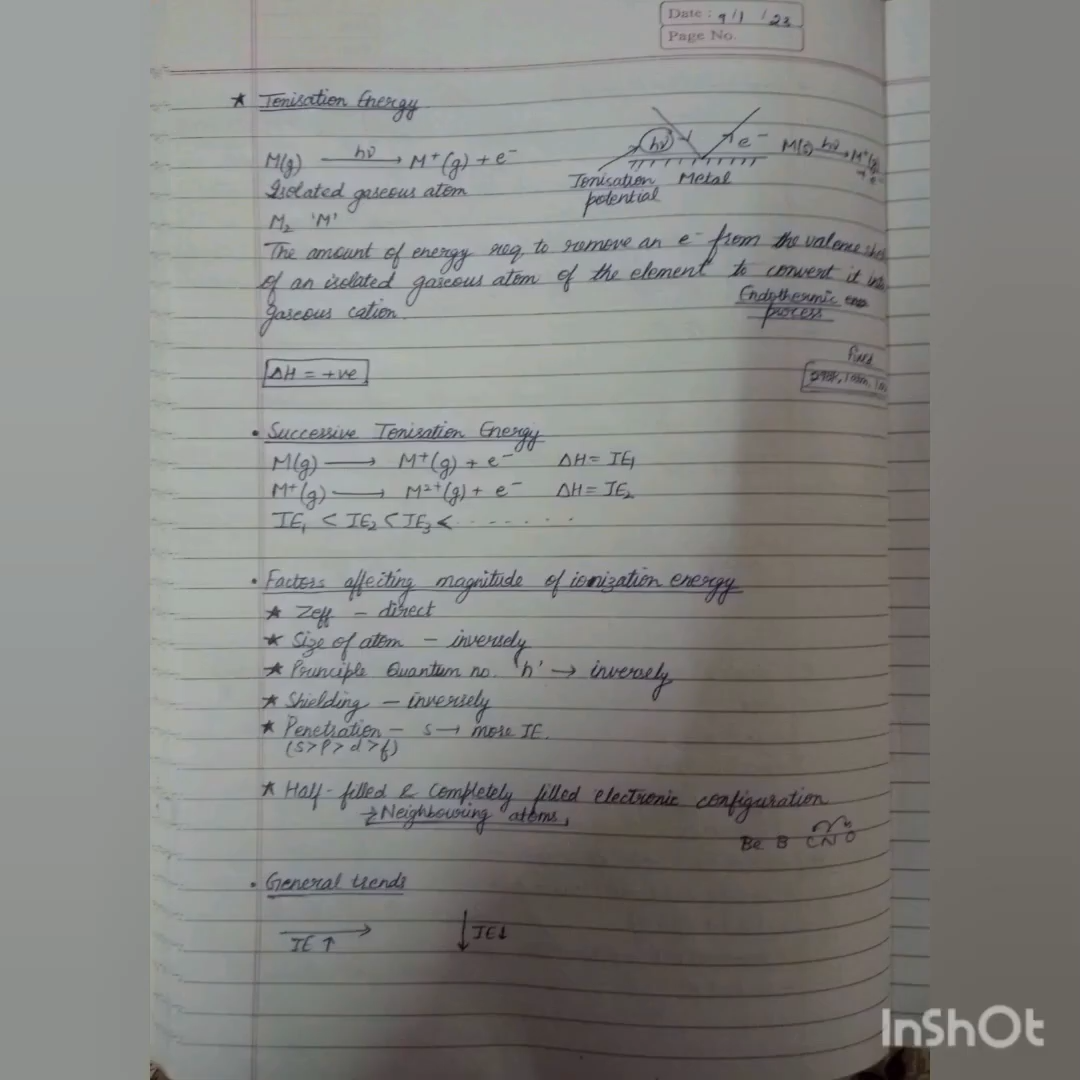 Date: 9/1/23
Page No.
★ Ionisation Energy
M(g) —hν→ M⁺(g) + e⁻
hν e⁻
M(s) —hν→ M⁺(g)
Isolated gaseous atom
Ionisation potential
Metal
M₂ 'M'
The amount of energy req. to remove an e⁻ from the valence
of an isolated gaseous atom of the element to convert it into
gaseous cation.
Endothermic
process
ΔH = +ve
• Successive Ionisation Energy
M(g) → M⁺(g) + e⁻ ΔH = IE₁
M⁺(g) → M²⁺(g) + e⁻ ΔH = IE₂
IE₁ < IE₂ < IE₃ < .......
• Factors affecting magnitude of ionization energy
★ Zeff – direct
★ Size of atom – inversely
★ Principle Quantum no. 'n' → inversely
★ Shielding – inversely
★ Penetration – s → more IE.
(s > p > d > f)
★ Half-filled & Completely filled electronic configuration
Neighbouring atoms
Be B C N O
• General trends
IE ↑ ↓ IE↓
InShOt